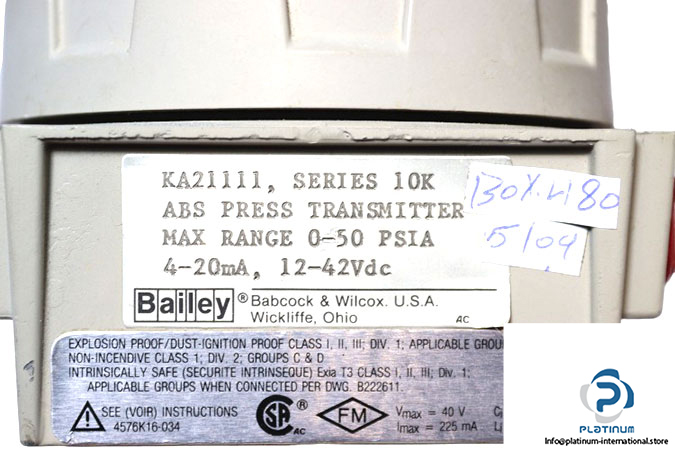 KA21111, SERIES 10K
ABS PRESS TRANSMITTER
MAX RANGE 0-50 PSIA
4-20mA, 12-42Vdc
BOX.
5/09
Bailey ® Babcock & Wilcox. U.S.A.
Wickliffe, Ohio AC
EXPLOSION PROOF/DUST-IGNITION PROOF CLASS I, II, III; DIV. 1; APPLICABLE GROU
NON-INCENDIVE CLASS 1; DIV. 2; GROUPS C & D
INTRINSICALLY SAFE (SECURITE INTRINSEQUE) Exia T3 CLASS I, II, III; Div. 1;
APPLICABLE GROUPS WHEN CONNECTED PER DWG. B222611.
SEE (VOIR) INSTRUCTIONS
4576K16-034
SA AC
FM
Vmax = 40 V
Imax = 225 mA
PLATINUM
Info@platinum-international.store